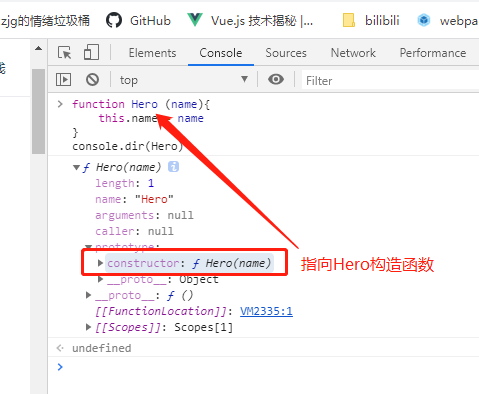 zjg的情绪垃圾桶 GitHub Vue.js 技术揭秘 |... bilibili webpa
线 Elements Console Sources Network Per
top Filter
> function Hero (name){
this.name name
}
console.dir(Hero)
ƒ Hero(name) i
length: 1
name: "Hero"
arguments: null
caller: null
prototype:
constructor: ƒ Hero(name)
指向Hero构造函数
__proto__: Object
__proto__: ƒ ()
[[FunctionLocation]]: VM2335:1
[[Scopes]]: Scopes[1]
undefined
>